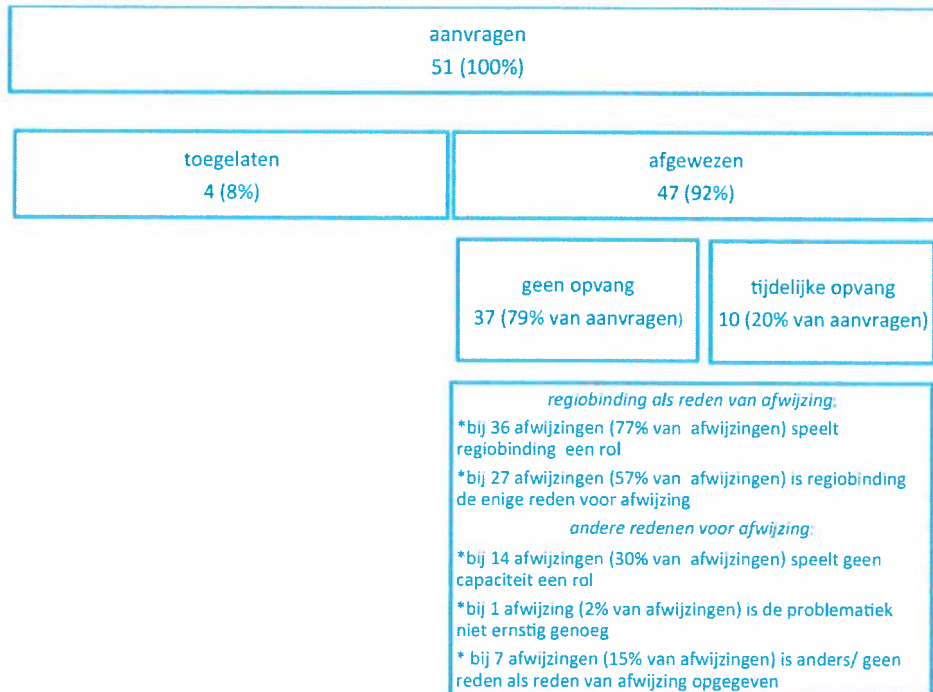 aanvragen
51 (100%)
toegelaten
4 (8%)
afgewezen
47 (92%)
geen opvang
37 (79% van aanvragen)
tijdelijke opvang
10 (20% van aanvragen)
regiobinding als reden van afwijzing:
*bij 36 afwijzingen (77% van afwijzingen) speelt
regiobinding een rol
*bij 27 afwijzingen (57% van afwijzingen) is regiobinding
de enige reden voor afwijzing
andere redenen voor afwijzing:
*bij 14 afwijzingen (30% van afwijzingen) speelt geen
capaciteit een rol
*bij 1 afwijzing (2% van afwijzingen) is de problematiek
niet ernstig genoeg
* bij 7 afwijzingen (15% van afwijzingen) is anders/ geen
reden als reden van afwijzing opgegeven